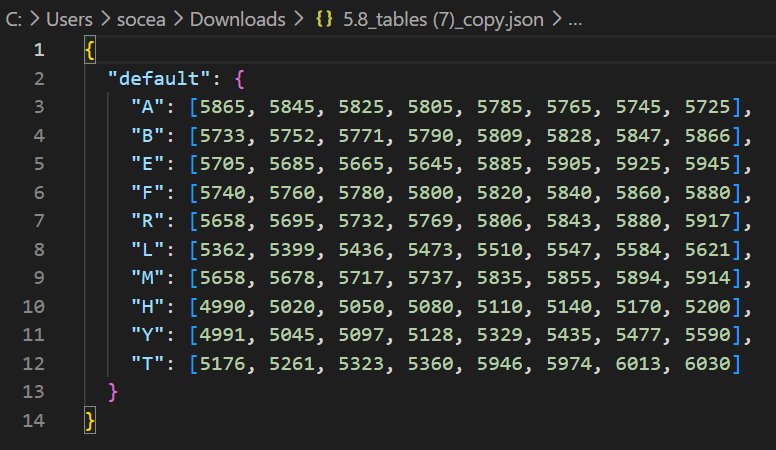 C: > Users > socea > Downloads > {} 5.8_tables (7)_copy.json > ...
1 {
2 "default": {
3 "A": [5865, 5845, 5825, 5805, 5785, 5765, 5745, 5725],
4 "B": [5733, 5752, 5771, 5790, 5809, 5828, 5847, 5866],
5 "E": [5705, 5685, 5665, 5645, 5885, 5905, 5925, 5945],
6 "F": [5740, 5760, 5780, 5800, 5820, 5840, 5860, 5880],
7 "R": [5658, 5695, 5732, 5769, 5806, 5843, 5880, 5917],
8 "L": [5362, 5399, 5436, 5473, 5510, 5547, 5584, 5621],
9 "M": [5658, 5678, 5717, 5737, 5835, 5855, 5894, 5914],
10 "H": [4990, 5020, 5050, 5080, 5110, 5140, 5170, 5200],
11 "Y": [4991, 5045, 5097, 5128, 5329, 5435, 5477, 5590],
12 "T": [5176, 5261, 5323, 5360, 5946, 5974, 6013, 6030]
13 }
14 }